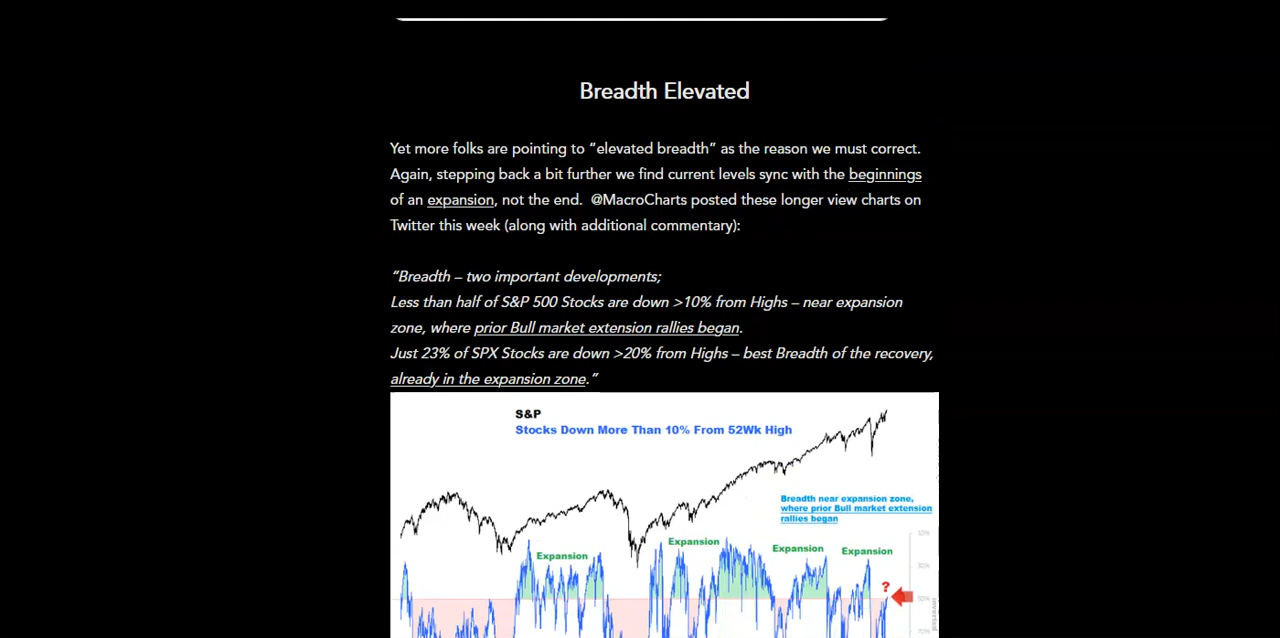 Breadth Elevated
Yet more folks are pointing to “elevated breadth” as the reason we must correct.
Again, stepping back a bit further we find current levels sync with the beginnings
of an expansion, not the end. @MacroCharts posted these longer view charts on
Twitter this week (along with additional commentary):
“Breadth – two important developments;
Less than half of S&P 500 Stocks are down >10% from Highs – near expansion
zone, where prior Bull market extension rallies began.
Just 23% of SPX Stocks are down >20% from Highs – best Breadth of the recovery,
already in the expansion zone.”
S&P
Stocks Down More Than 10% From 52Wk High
Breadth near expansion zone,
where prior Bull market extension
rallies began
10%
Expansion
Expansion
Expansion
Expansion
30%
?
50%
70%
inverted